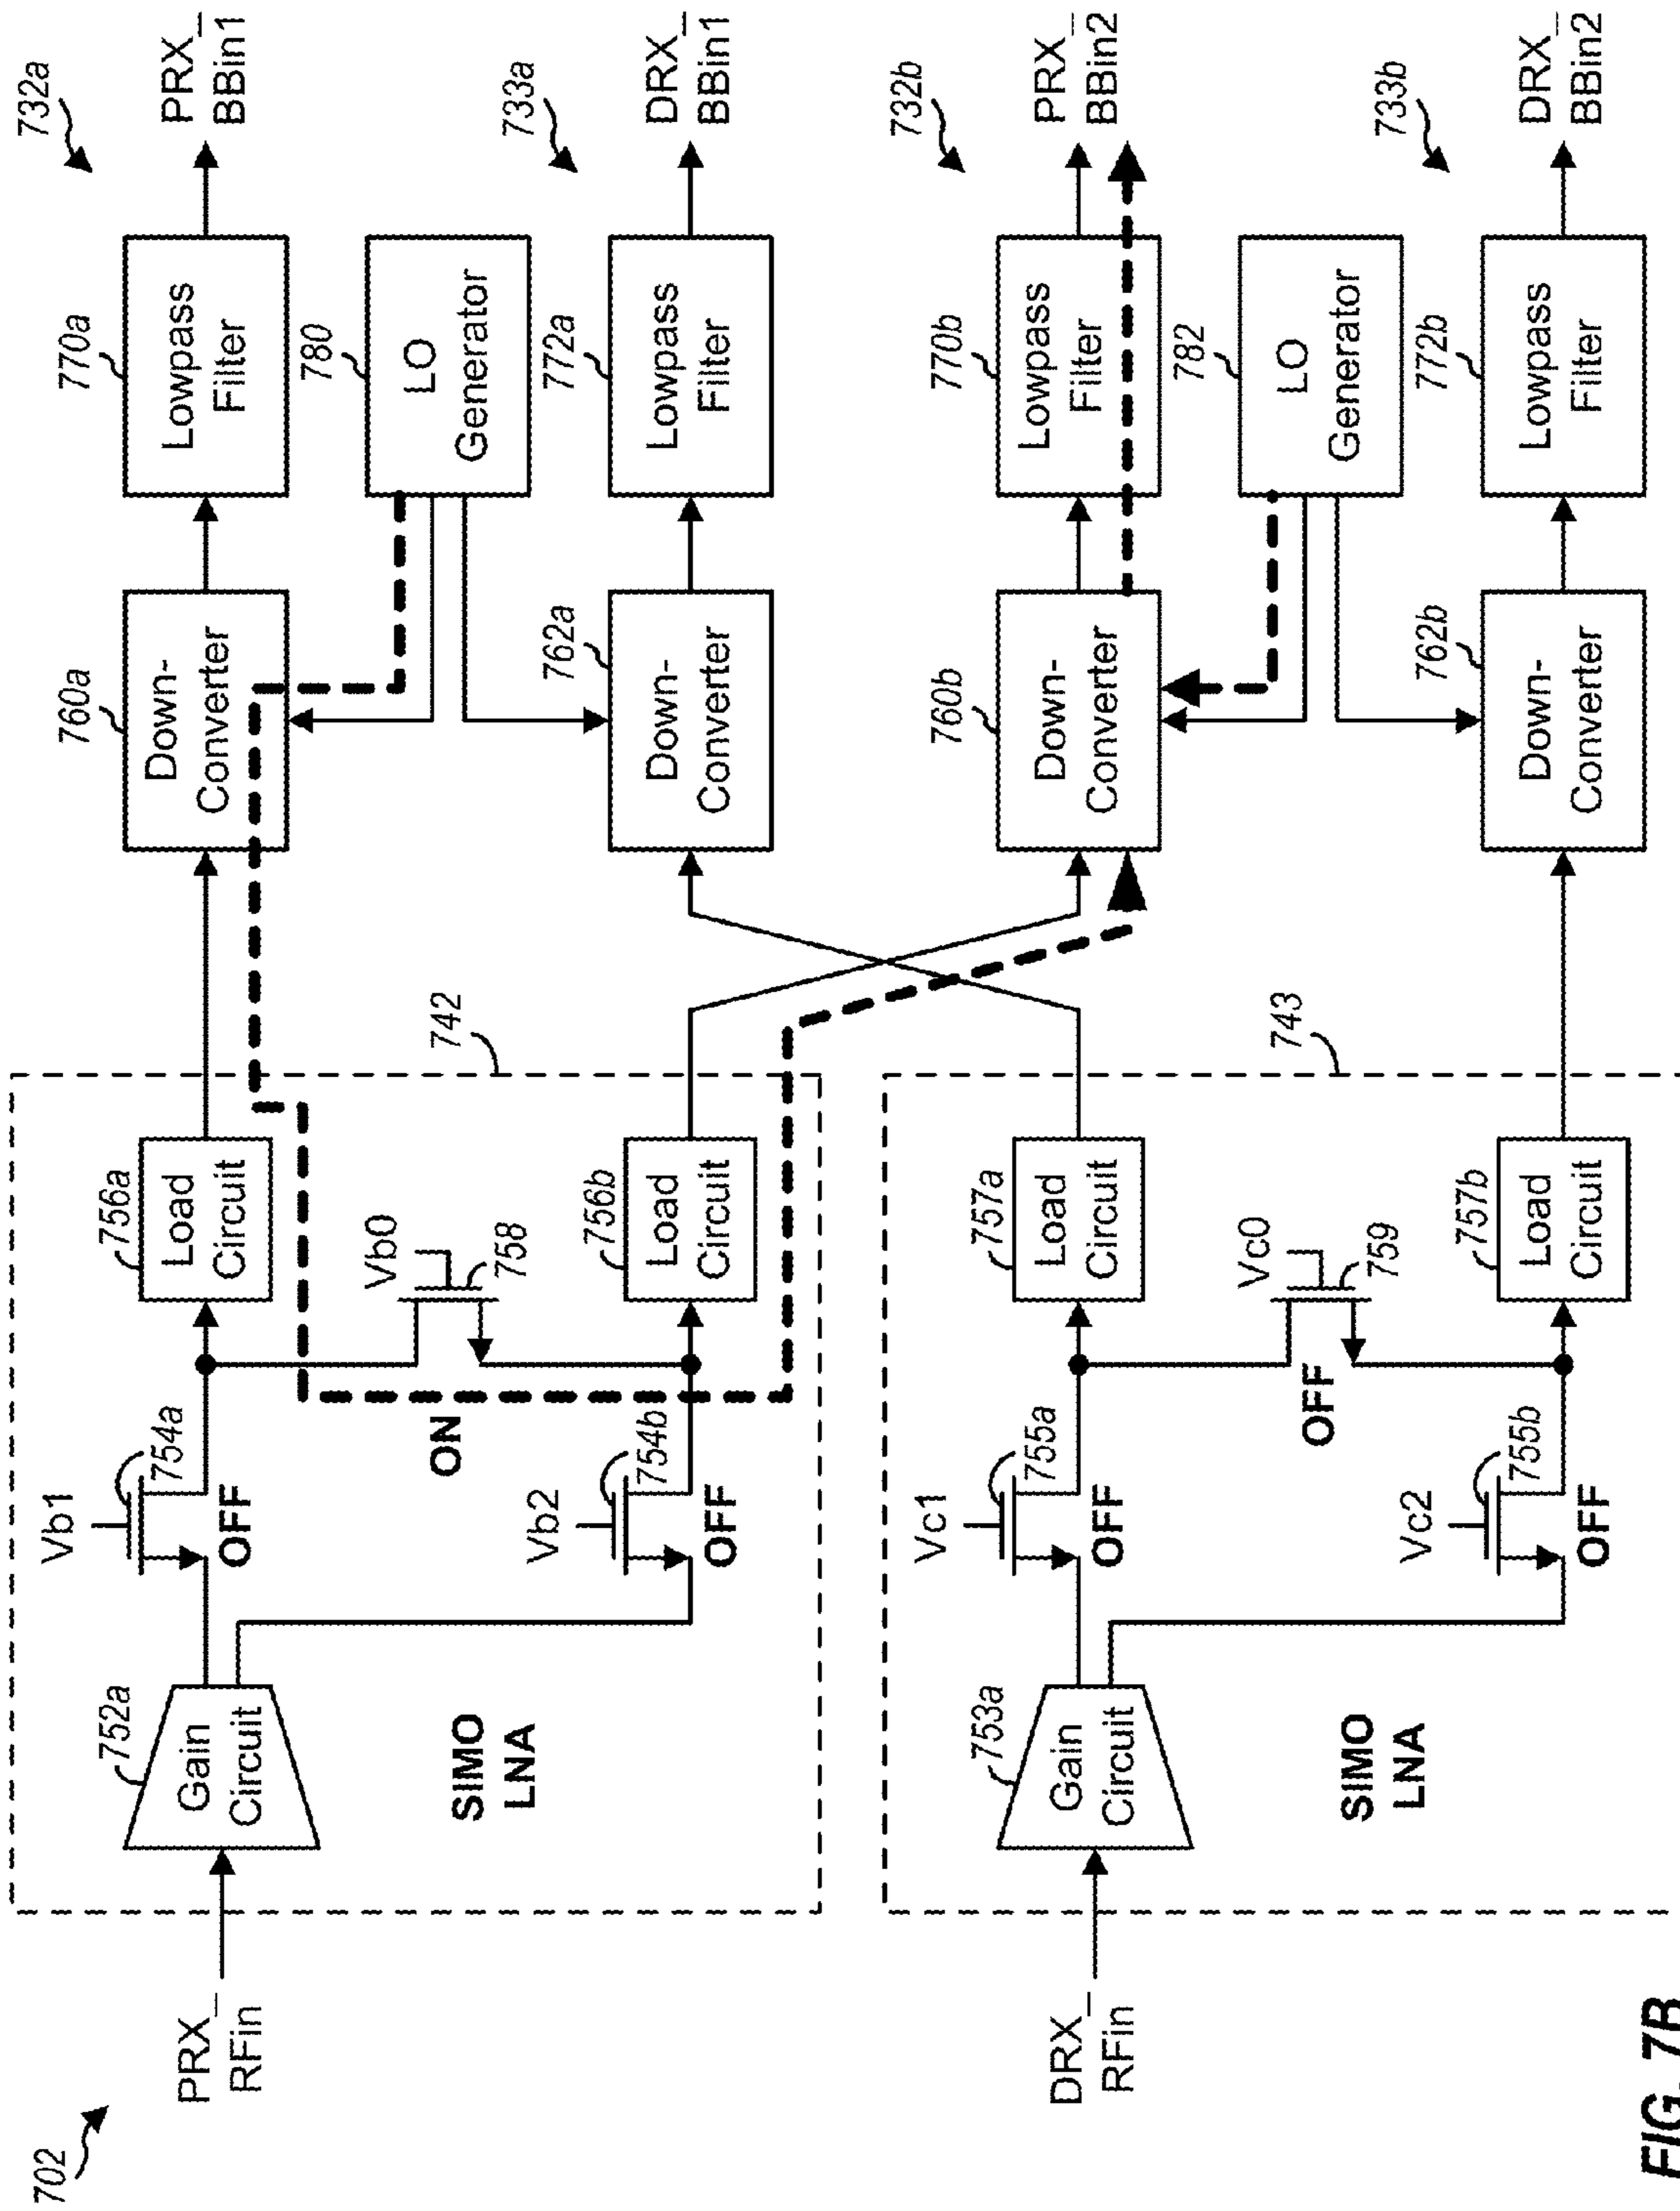 702
PRX_
RFin
752a
Gain
Circuit
SIMO
LNA
Vb1
754a
OFF
Vb2
754b
OFF
ON
Vb0
758
756a
Load
Circuit
756b
Load
Circuit
742
760a
Down-
Converter
770a
Lowpass
Filter
732a
PRX_
BBin1
780
LO
Generator
762a
Down-
Converter
772a
Lowpass
Filter
733a
DRX_
BBin1
DRX_
RFin
753a
Gain
Circuit
SIMO
LNA
Vc1
755a
OFF
Vc2
755b
OFF
OFF
Vc0
759
757a
Load
Circuit
757b
Load
Circuit
743
760b
Down-
Converter
770b
Lowpass
Filter
732b
PRX_
BBin2
782
LO
Generator
762b
Down-
Converter
772b
Lowpass
Filter
733b
DRX_
BBin2
FIG. 7B